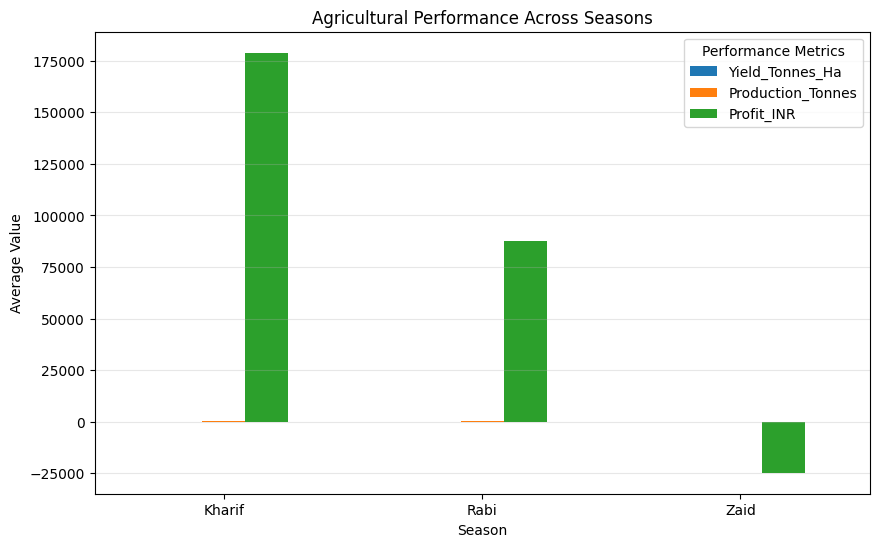 Agricultural Performance Across Seasons
Performance Metrics
Yield_Tonnes_Ha
Production_Tonnes
Profit_INR
175000
150000
125000
100000
75000
50000
25000
0
−25000
Average Value
Kharif
Rabi
Zaid
Season